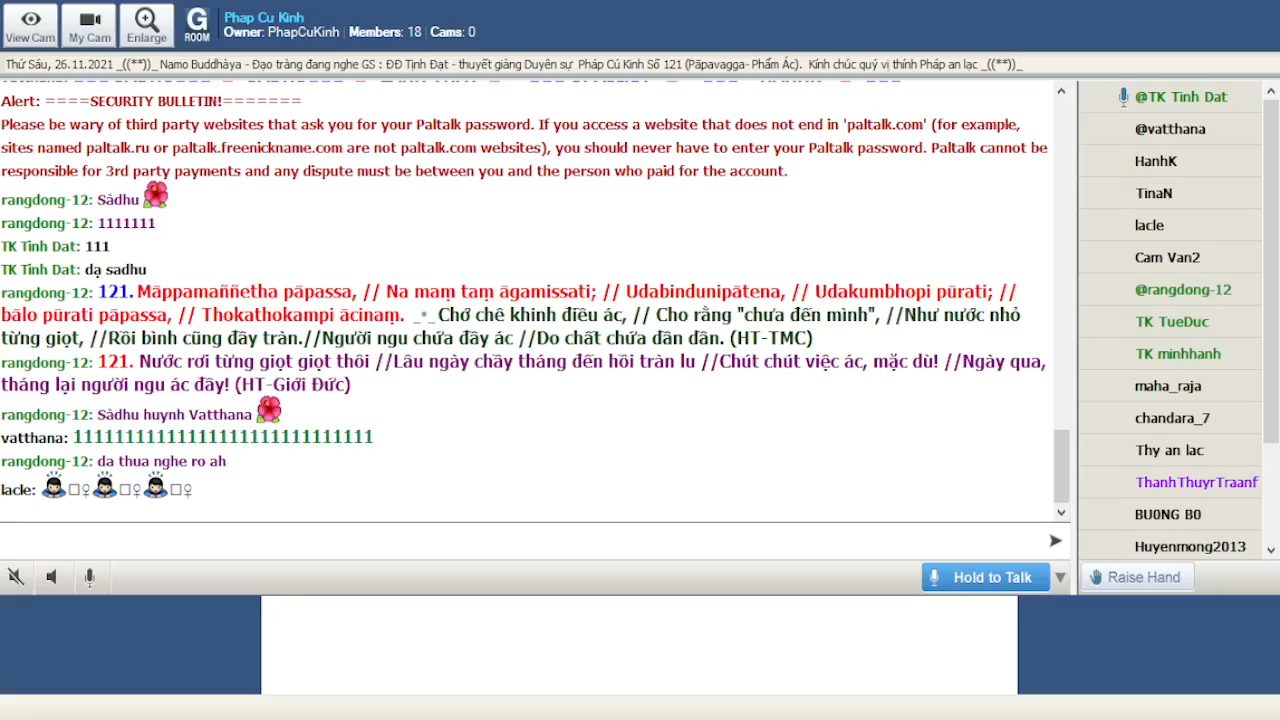 View Cam
My Cam
Enlarge
G
ROOM
Phap Cu Kinh
Owner: PhapCuKinh | Members: 18 | Cams: 0
Thứ Sáu, 26.11.2021 _((**))_ Namo Buddhàya - Đạo tràng đang nghe GS : ĐĐ Tịnh Đạt - thuyết giảng Duyên sự Pháp Cú Kinh Số 121 (Pāpavagga- Phẩm Ác). Kính chúc quý vị thính Pháp an lạc _((**))_
Alert: ====SECURITY BULLETIN!=======
Please be wary of third party websites that ask you for your Paltalk password. If you access a website that does not end in 'paltalk.com' (for example,
sites named paltalk.ru or paltalk.freenickname.com are not paltalk.com websites), you should never have to enter your Paltalk password. Paltalk cannot be
responsible for 3rd party payments and any dispute must be between you and the person who paid for the account.
rangdong-12: Sàdhu
rangdong-12: 1111111
TK Tinh Dat: 111
TK Tinh Dat: dạ sadhu
rangdong-12: 121. Māppamaññetha pāpassa, // Na maṃ taṃ āgamissati; // Udabindunipātena, // Udakumbhopi pūrati; //
bālo pūrati pāpassa, // Thokathokampi ācinaṃ. _*_Chớ chê khinh điều ác, // Cho rằng "chưa đến mình", //Như nước nhỏ
từng giọt, //Rồi bình cũng đầy tràn.//Người ngu chứa đầy ác //Do chất chứa dần dần. (HT-TMC)
rangdong-12: 121. Nước rơi từng giọt giọt thôi //Lâu ngày chầy tháng đến hồi tràn lu //Chút chút việc ác, mặc dù! //Ngày qua,
tháng lại người ngu ác đầy! (HT-Giới Đức)
rangdong-12: Sàdhu huynh Vatthana
vatthana: 11111111111111111111111111111
rangdong-12: da thua nghe ro ah
lacle:
@TK Tinh Dat
@vatthana
HanhK
TinaN
lacle
Cam Van2
@rangdong-12
TK TueDuc
TK minhhanh
maha_raja
chandara_7
Thy an lac
ThanhThuyrTraanf
BU0NG B0
Huyenmong2013
Hold to Talk
Raise Hand